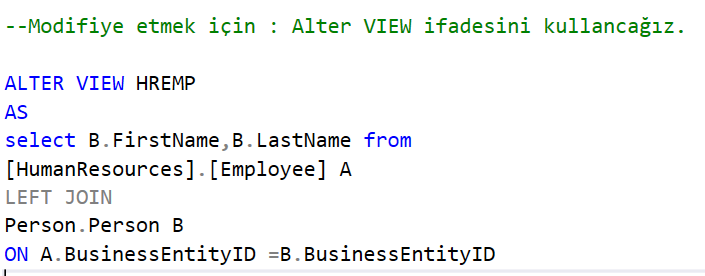 --Modifiye etmek için : Alter VIEW ifadesini kullancağız.
ALTER VIEW HREMP
AS
select B.FirstName,B.LastName from
[HumanResources].[Employee] A
LEFT JOIN
Person.Person B
ON A.BusinessEntityID =B.BusinessEntityID